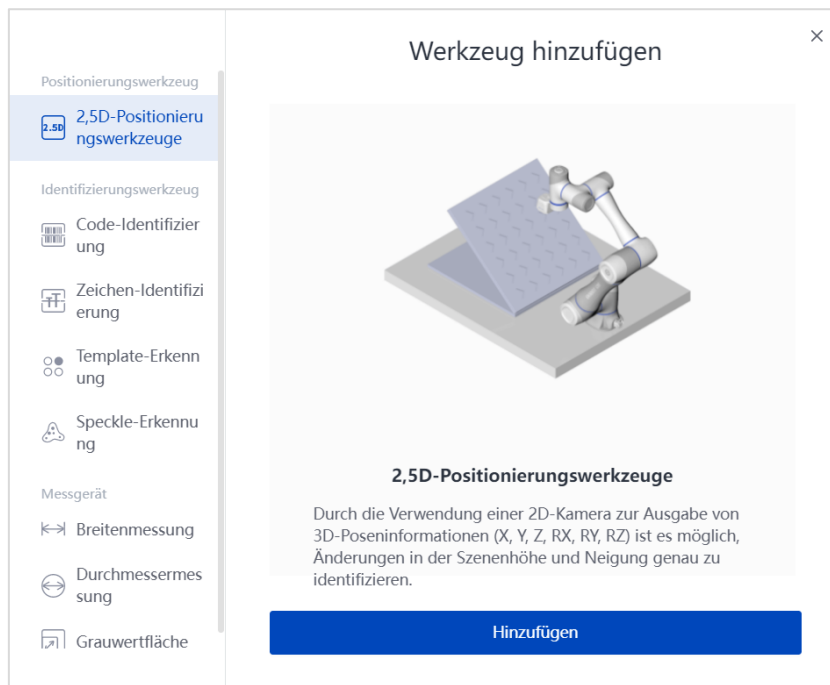 Werkzeug hinzufügen
Positionierungswerkzeug
2.5D
2,5D-Positionieru
ngswerkzeuge
Identifizierungswerkzeug
Code-Identifizier
ung
Zeichen-Identifizi
erung
Template-Erkenn
ung
Speckle-Erkennu
ng
Messgerät
Breitenmessung
Durchmessermes
sung
Grauwertfläche
2,5D-Positionierungswerkzeuge
Durch die Verwendung einer 2D-Kamera zur Ausgabe von
3D-Poseninformationen (X, Y, Z, RX, RY, RZ) ist es möglich,
Änderungen in der Szenenhöhe und Neigung genau zu
identifizieren.
Hinzufügen